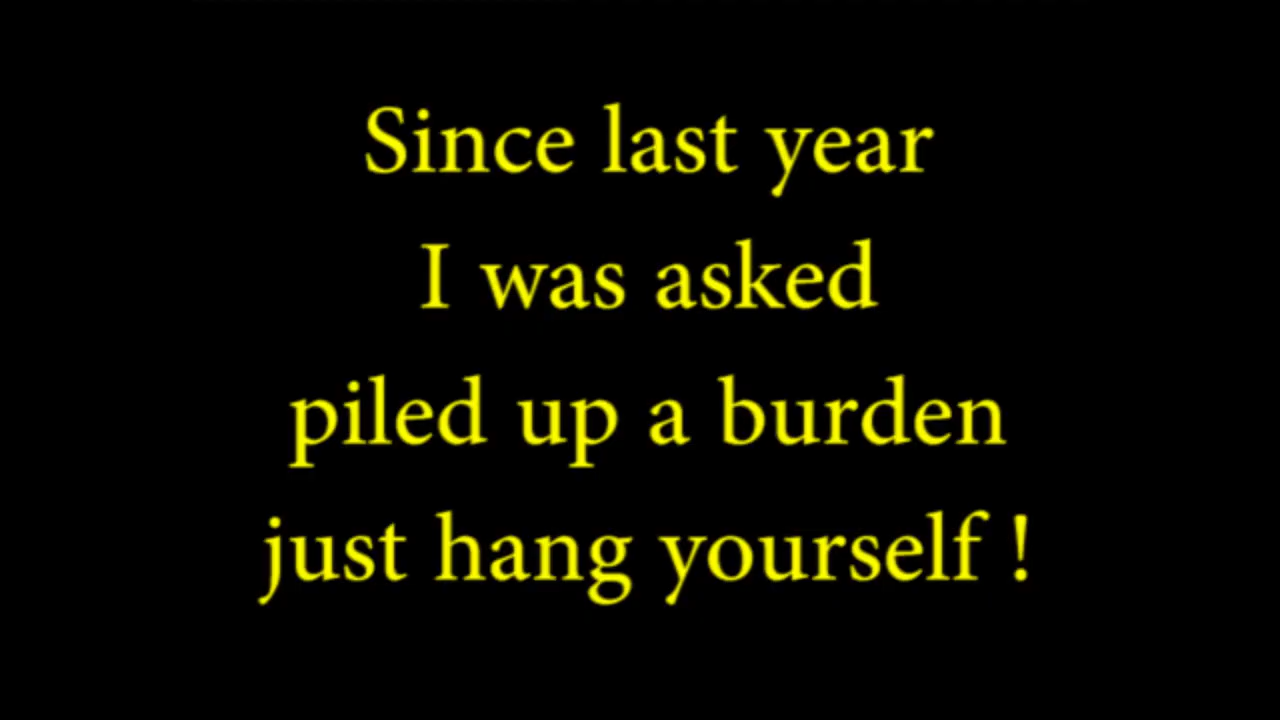 Since last year
I was asked
piled up a burden
just hang yourself !